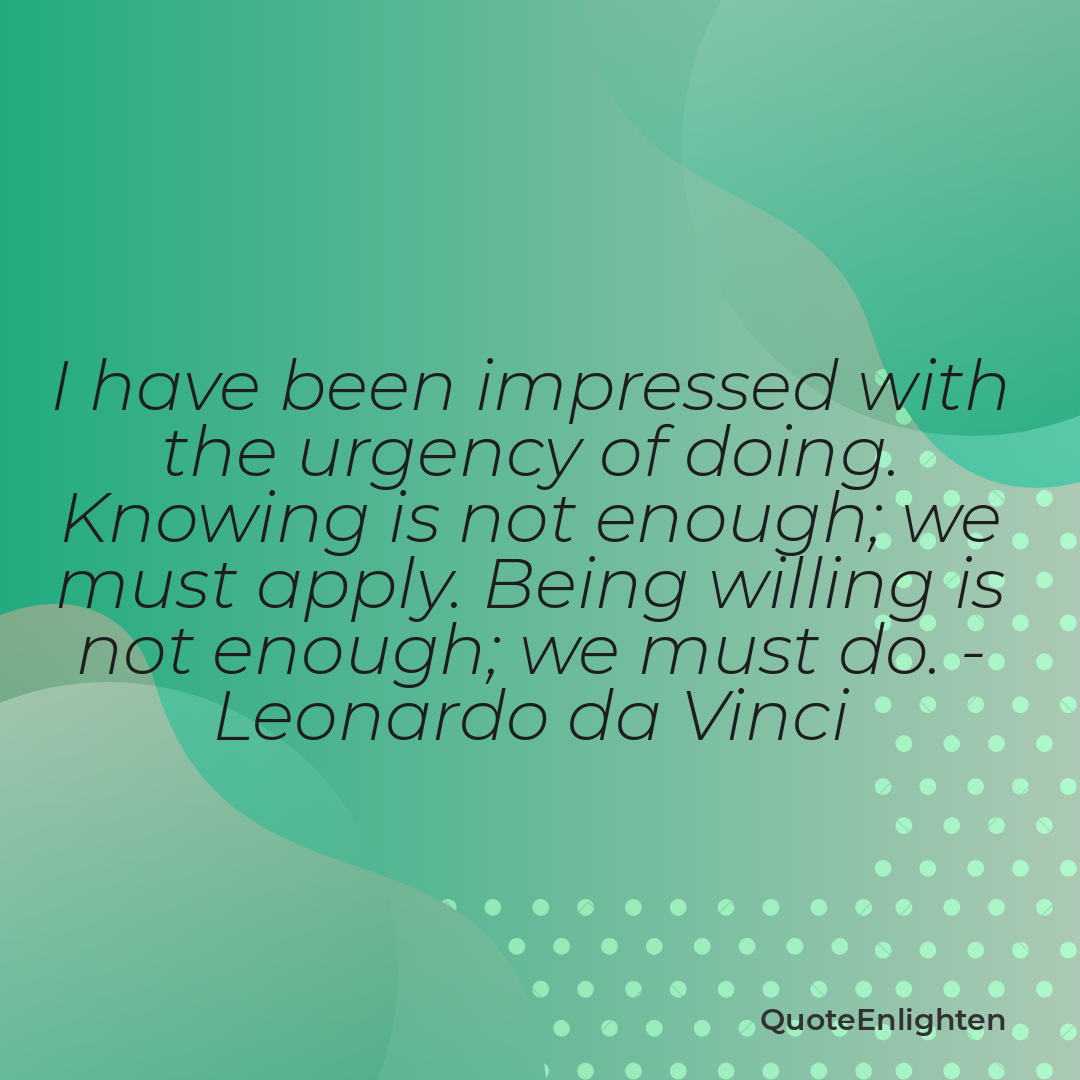 I have been impressed with
the urgency of doing.
Knowing is not enough; we
must apply. Being willing is
not enough; we must do. -
Leonardo da Vinci
QuoteEnlighten